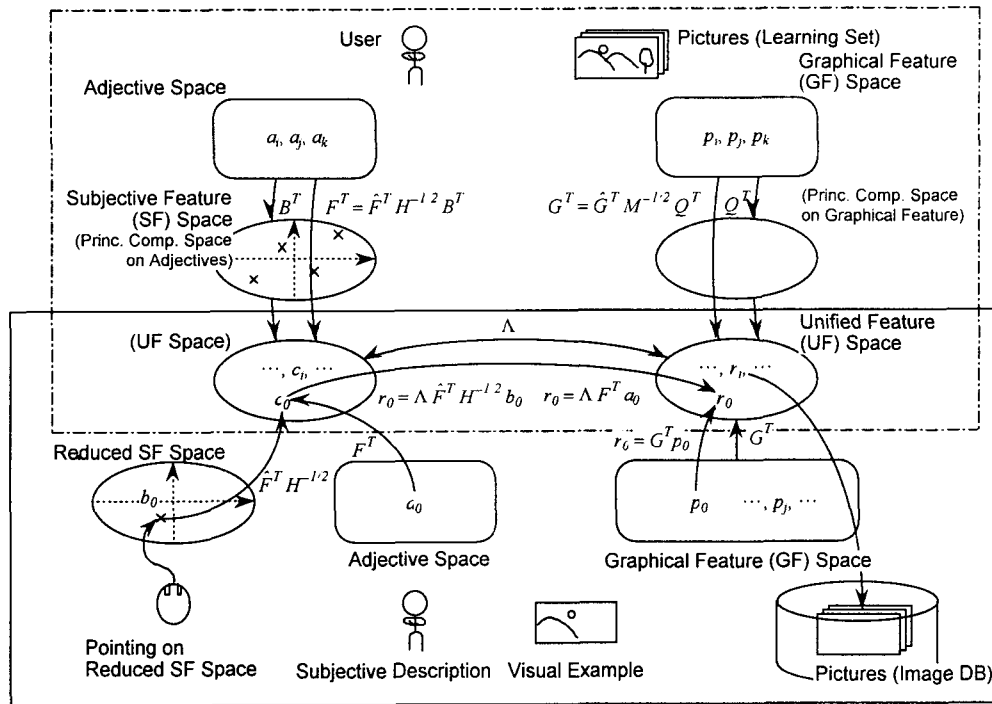 User
Pictures (Learning Set)
Graphical Feature
(GF) Space
Adjective Space
a_i, a_j, a_k
p_i, p_j, p_k
Subjective Feature
(SF) Space
(Princ. Comp. Space
on Adjectives)
B^T
F^T = F̂^T H^{-1/2} B^T
G^T = Ĝ^T M^{-1/2} Q^T
Q^T
(Princ. Comp. Space
on Graphical Feature)
(UF Space)
Λ
Unified Feature
(UF) Space
⋯, c_i, ⋯
⋯, r_i, ⋯
c_0
r_0 = Λ F̂^T H^{-1/2} b_0
r_0 = Λ F^T a_0
r_0
Reduced SF Space
F^T
r_0 = G^T p_0
G^T
F̂^T H^{-1/2}
b_0
a_0
p_0
⋯, p_j, ⋯
Adjective Space
Graphical Feature (GF) Space
Pointing on
Reduced SF Space
Subjective Description
Visual Example
Pictures (Image DB)